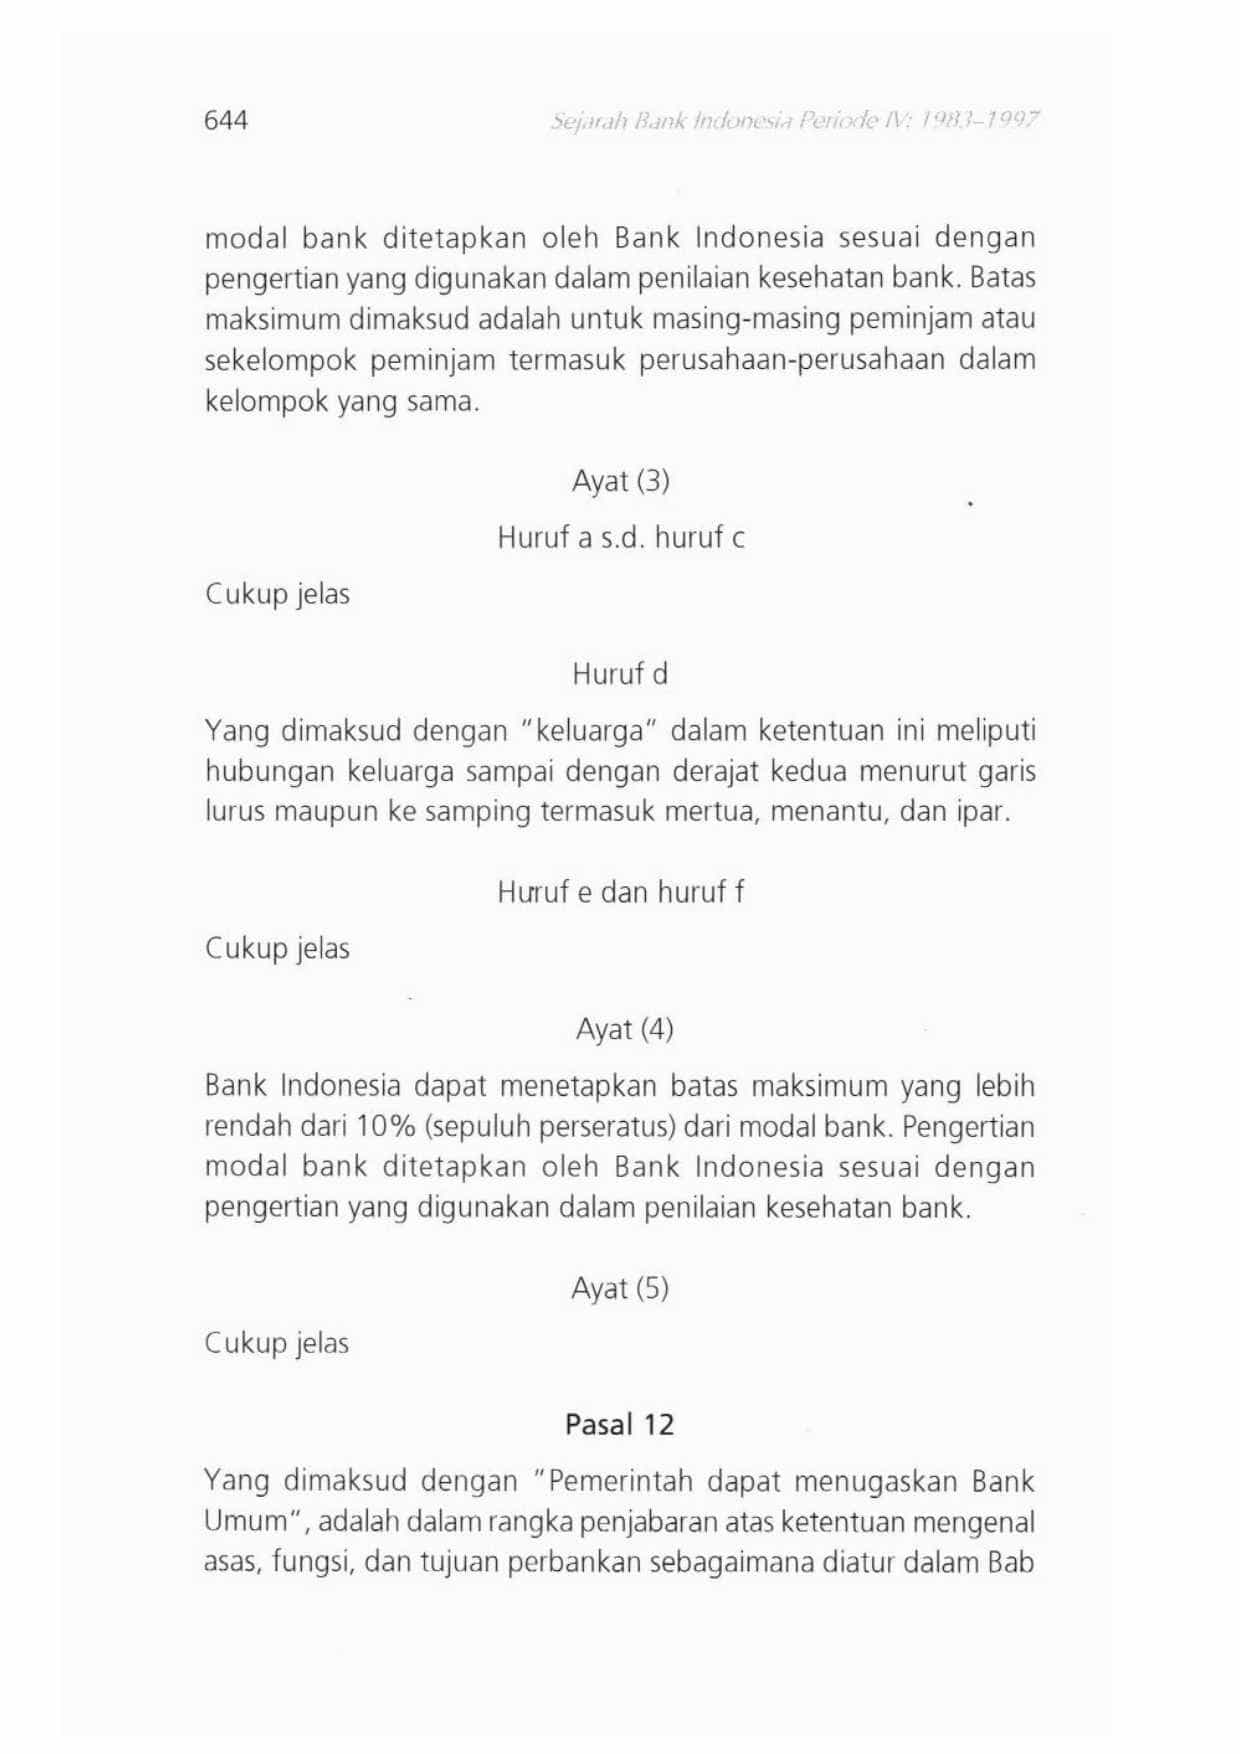 644
Sejarah Bank Indonesia Periode IV: 1983–1997
modal bank ditetapkan oleh Bank Indonesia sesuai dengan
pengertian yang digunakan dalam penilaian kesehatan bank. Batas
maksimum dimaksud adalah untuk masing-masing peminjam atau
sekelompok peminjam termasuk perusahaan-perusahaan dalam
kelompok yang sama.
Ayat (3)
Huruf a s.d. huruf c
Cukup jelas
Huruf d
Yang dimaksud dengan "keluarga" dalam ketentuan ini meliputi
hubungan keluarga sampai dengan derajat kedua menurut garis
lurus maupun ke samping termasuk mertua, menantu, dan ipar.
Huruf e dan huruf f
Cukup jelas
Ayat (4)
Bank Indonesia dapat menetapkan batas maksimum yang lebih
rendah dari 10% (sepuluh perseratus) dari modal bank. Pengertian
modal bank ditetapkan oleh Bank Indonesia sesuai dengan
pengertian yang digunakan dalam penilaian kesehatan bank.
Ayat (5)
Cukup jelas
Pasal 12
Yang dimaksud dengan "Pemerintah dapat menugaskan Bank
Umum", adalah dalam rangka penjabaran atas ketentuan mengenal
asas, fungsi, dan tujuan perbankan sebagaimana diatur dalam Bab